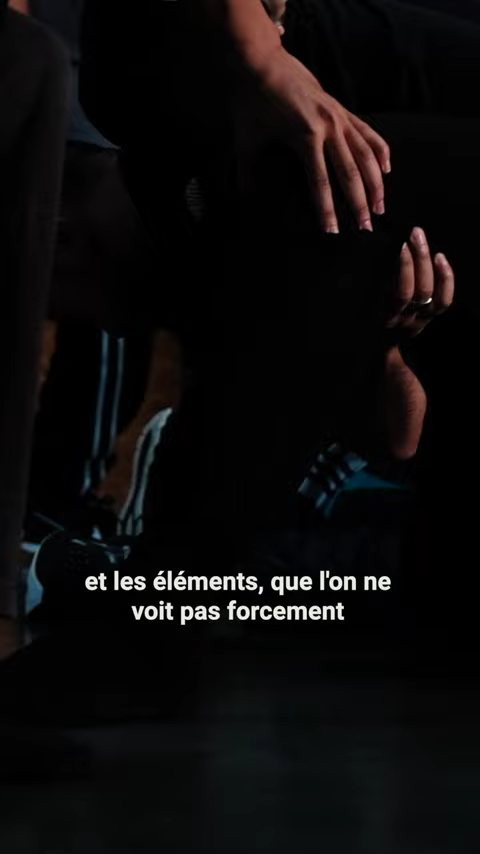 et les éléments, que l'on ne
voit pas forcement